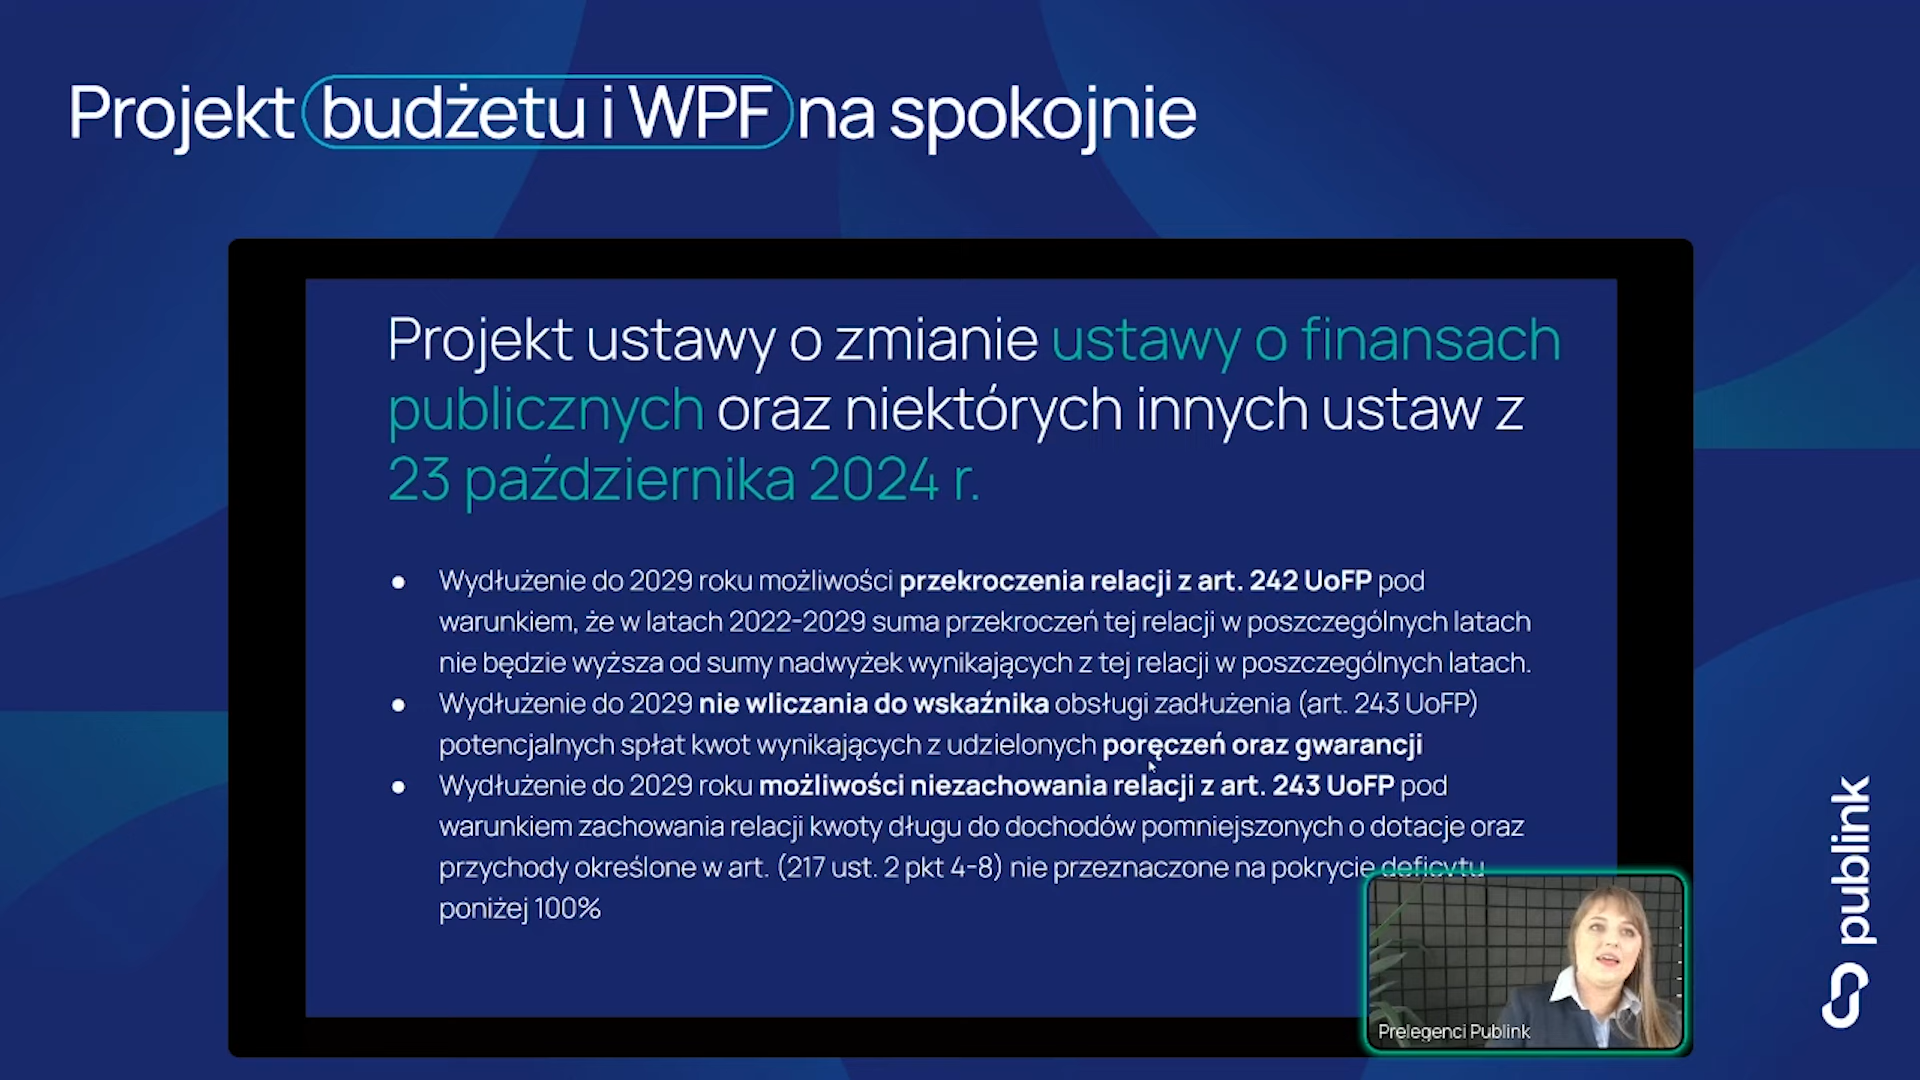 Projekt budżetu i WPF na spokojnie
Projekt ustawy o zmianie ustawy o finansach
publicznych oraz niektórych innych ustaw z
23 października 2024 r.
● Wydłużenie do 2029 roku możliwości przekroczenia relacji z art. 242 UoFP pod
warunkiem, że w latach 2022-2029 suma przekroczeń tej relacji w poszczególnych latach
nie będzie wyższa od sumy nadwyżek wynikających z tej relacji w poszczególnych latach.
● Wydłużenie do 2029 nie wliczania do wskaźnika obsługi zadłużenia (art. 243 UoFP)
potencjalnych spłat kwot wynikających z udzielonych poręczeń oraz gwarancji
● Wydłużenie do 2029 roku możliwości niezachowania relacji z art. 243 UoFP pod
warunkiem zachowania relacji kwoty długu do dochodów pomniejszonych o dotacje oraz
przychody określone w art. (217 ust. 2 pkt 4-8) nie przeznaczone na pokrycie deficytu
poniżej 100%
Prelegenci Publink
publink